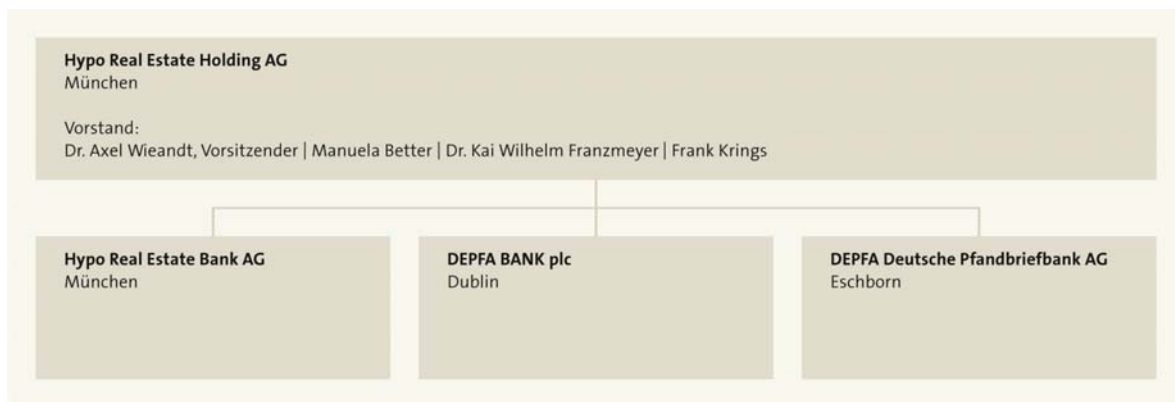 Hypo Real Estate Holding AG
München
Vorstand:
Dr. Axel Wieandt, Vorsitzender | Manuela Better | Dr. Kai Wilhelm Franzmeyer | Frank Krings
Hypo Real Estate Bank AG
München
DEPFA BANK plc
Dublin
DEPFA Deutsche Pfandbriefbank AG
Eschborn